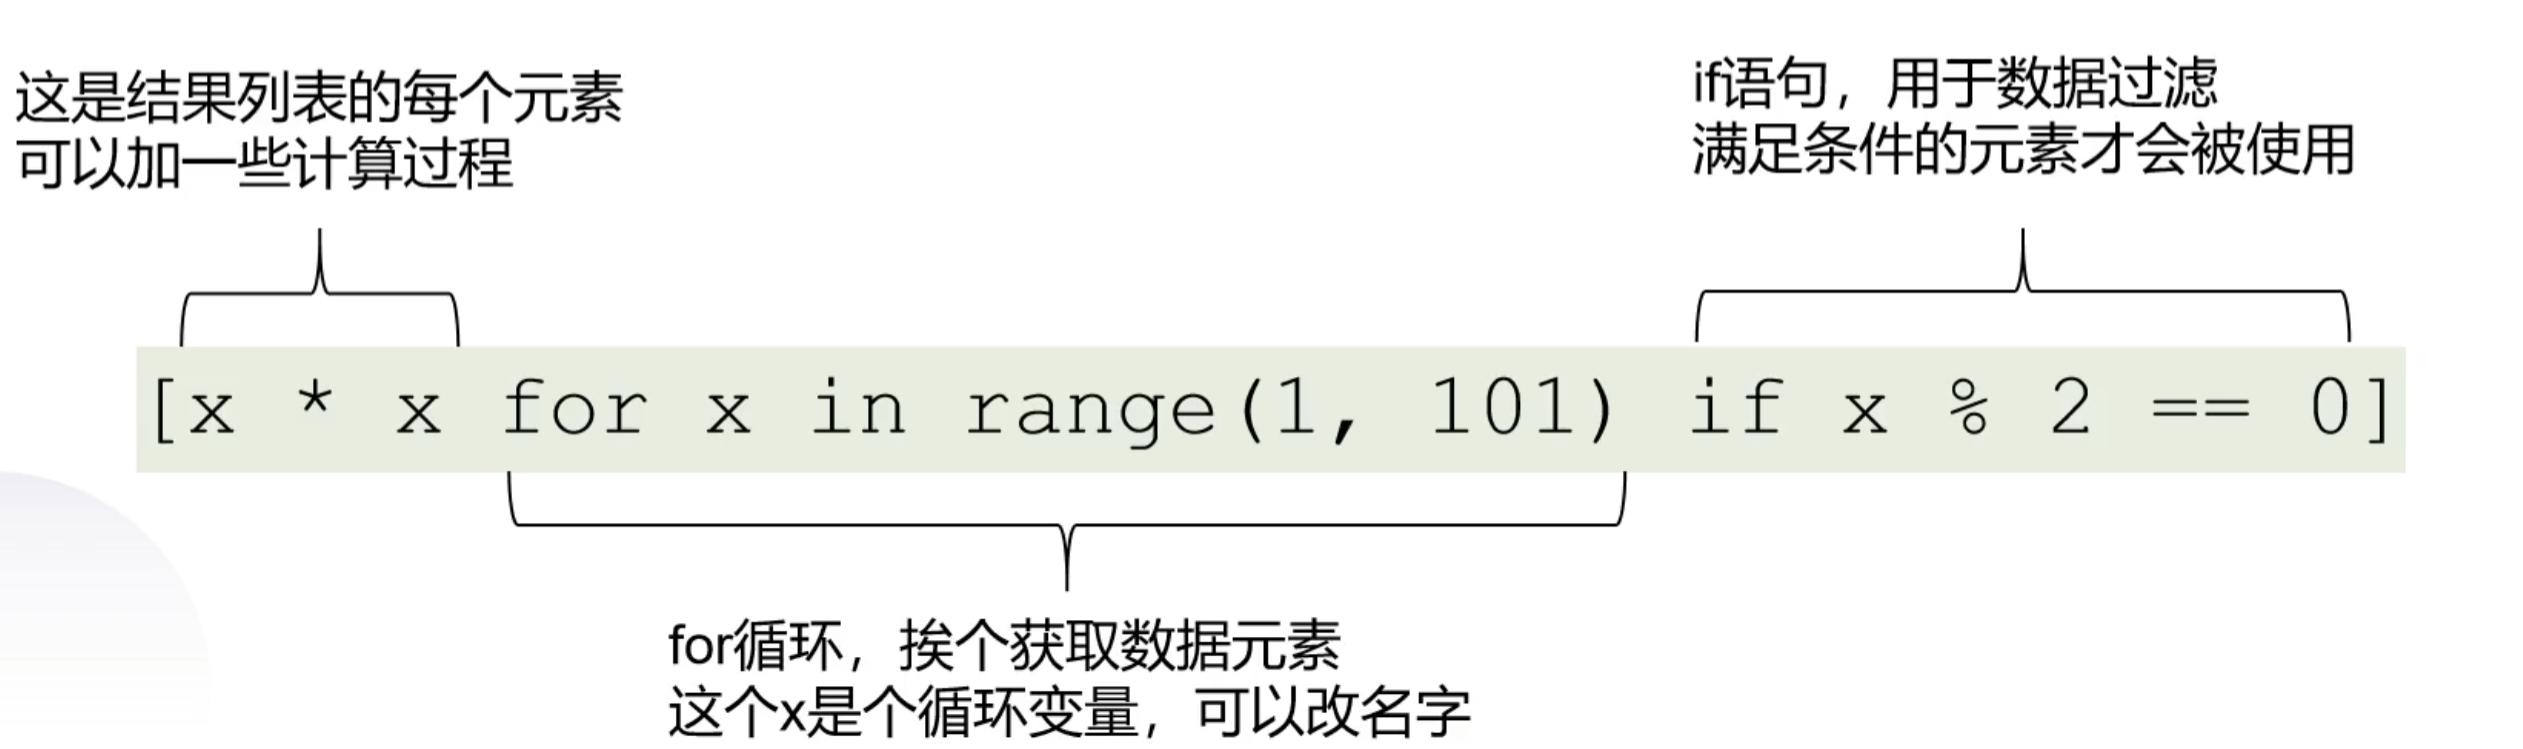 这是结果列表的每个元素
可以加一些计算过程
if语句，用于数据过滤
满足条件的元素才会被使用
[x * x for x in range(1, 101) if x % 2 == 0]
for循环，挨个获取数据元素
这个x是个循环变量，可以改名字